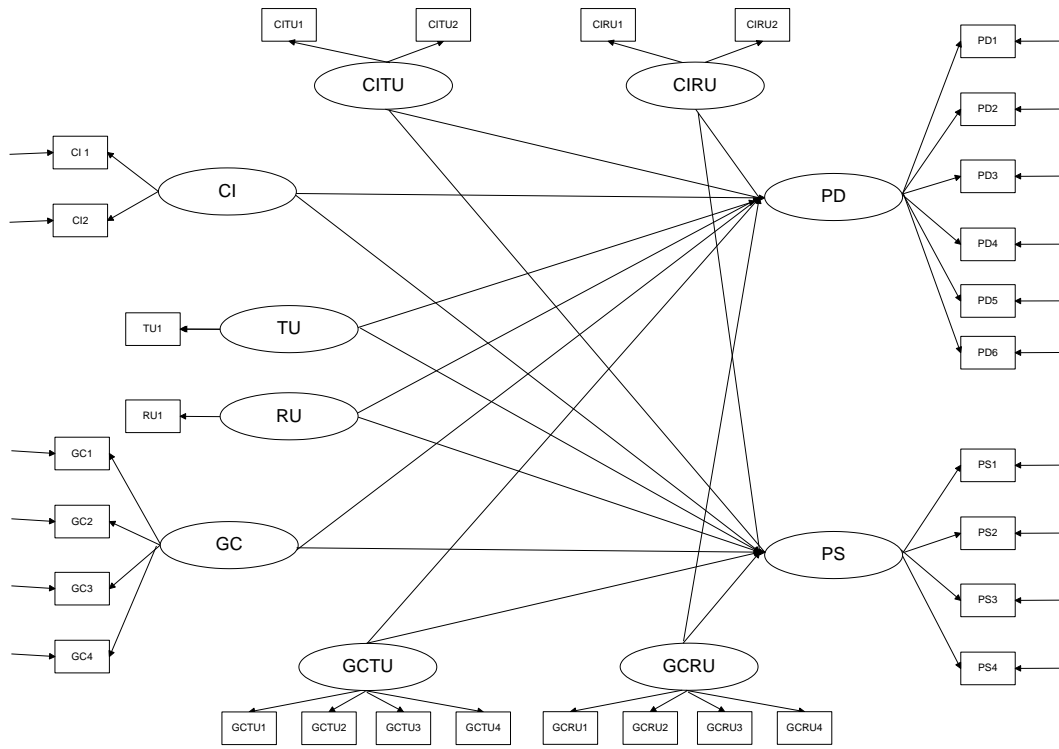 CITU1
CITU2
CIRU1
CIRU2
PD1
CITU
CIRU
PD2
CI 1
PD3
CI
PD
CI2
PD4
PD5
TU1
TU
PD6
RU1
RU
GC1
PS1
GC2
PS2
GC
PS
GC3
PS3
GC4
GCTU
GCRU
PS4
GCTU1
GCTU2
GCTU3
GCTU4
GCRU1
GCRU2
GCRU3
GCRU4